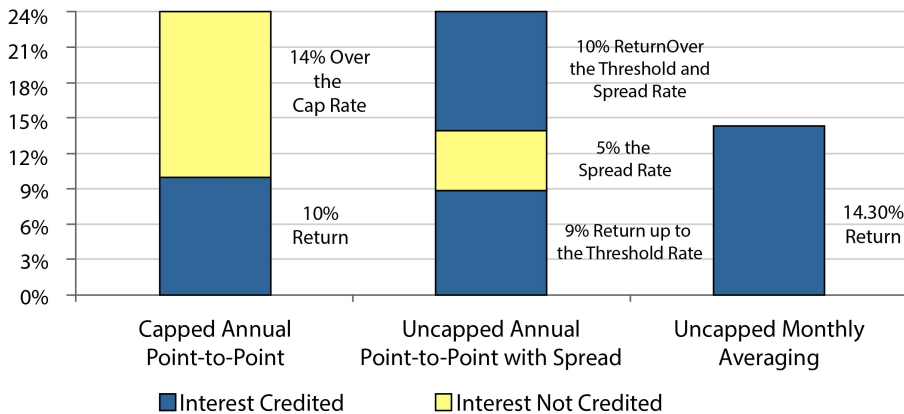 24%
21%
18%
15%
12%
9%
6%
3%
0%
14% Over
the
Cap Rate
10%
Return
10% ReturnOver
the Threshold and
Spread Rate
5% the
Spread Rate
9% Return up to
the Threshold Rate
14.30%
Return
Capped Annual
Point-to-Point
Uncapped Annual
Point-to-Point with Spread
Uncapped Monthly
Averaging
Interest Credited
Interest Not Credited